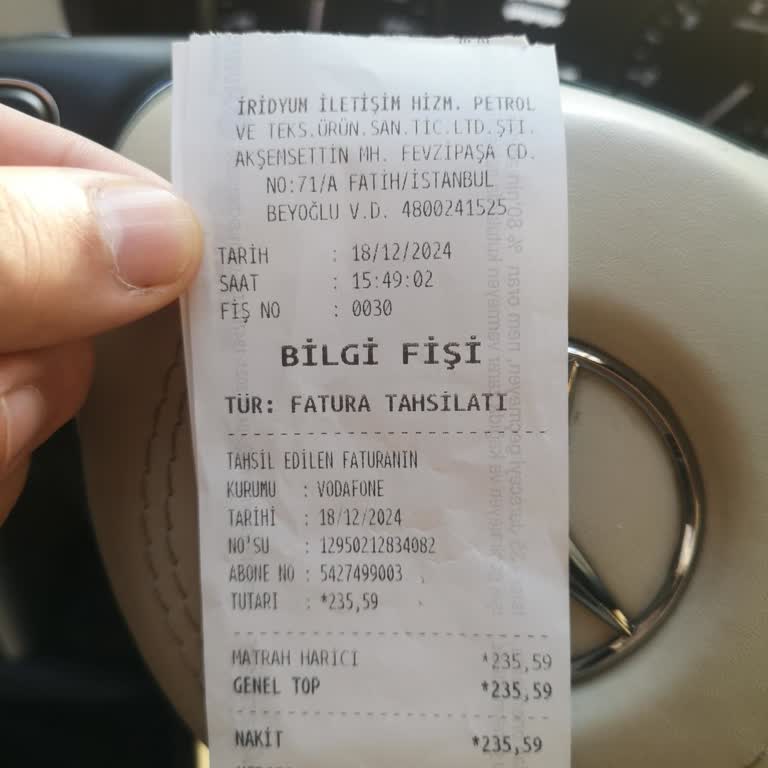 İRİDYUM İLETİŞİM HİZM. PETROL
VE TEKS.ÜRÜN.SAN.TİC.LTD.ŞTİ.
AKŞEMSETTİN MH. FEVZİPAŞA CD.
NO:71/A FATİH/İSTANBUL
BEYOĞLU V.D. 4800241525
TARİH : 18/12/2024
SAAT : 15:49:02
FİŞ NO : 0030
BİLGİ FİŞİ
TÜR: FATURA TAHSİLATI
TAHSİL EDİLEN FATURANIN
KURUMU : VODAFONE
TARİHİ : 18/12/2024
NO'SU : 12950212834082
ABONE NO : 5427499003
TUTARI : *235,59
MATRAH HARİCİ *235,59
GENEL TOP *235,59
NAKİT *235,59